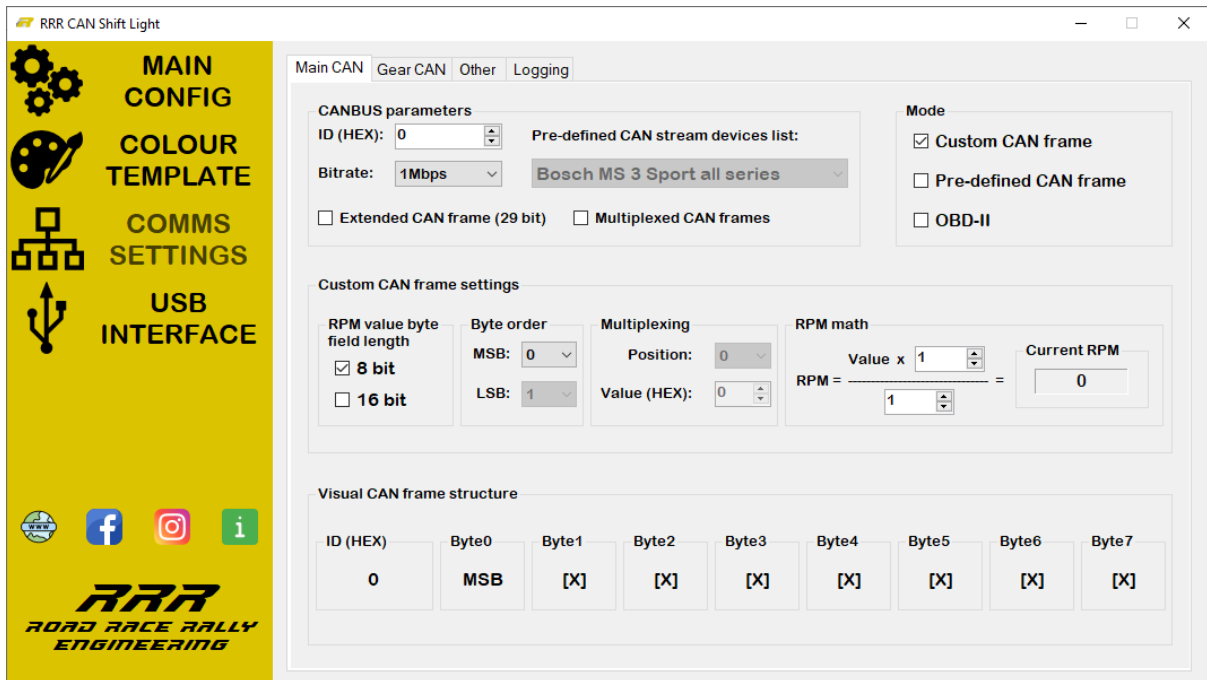 RRR CAN Shift Light
MAIN
CONFIG
COLOUR
TEMPLATE
COMMS
SETTINGS
USB
INTERFACE
www
f
i
RRR
ROAD RACE RALLY
ENGINEERING
Main CAN Gear CAN Other Logging
CANBUS parameters
ID (HEX): 0 Pre-defined CAN stream devices list:
Bitrate: 1Mbps Bosch MS 3 Sport all series
Extended CAN frame (29 bit) Multiplexed CAN frames
Mode
Custom CAN frame
Pre-defined CAN frame
OBD-II
Custom CAN frame settings
RPM value byte
field length
8 bit
16 bit
Byte order
MSB: 0
LSB: 1
Multiplexing
Position: 0
Value (HEX): 0
RPM math
Value x 1
RPM = =
1
Current RPM
0
Visual CAN frame structure
ID (HEX) Byte0 Byte1 Byte2 Byte3 Byte4 Byte5 Byte6 Byte7
0 MSB [X] [X] [X] [X] [X] [X] [X]